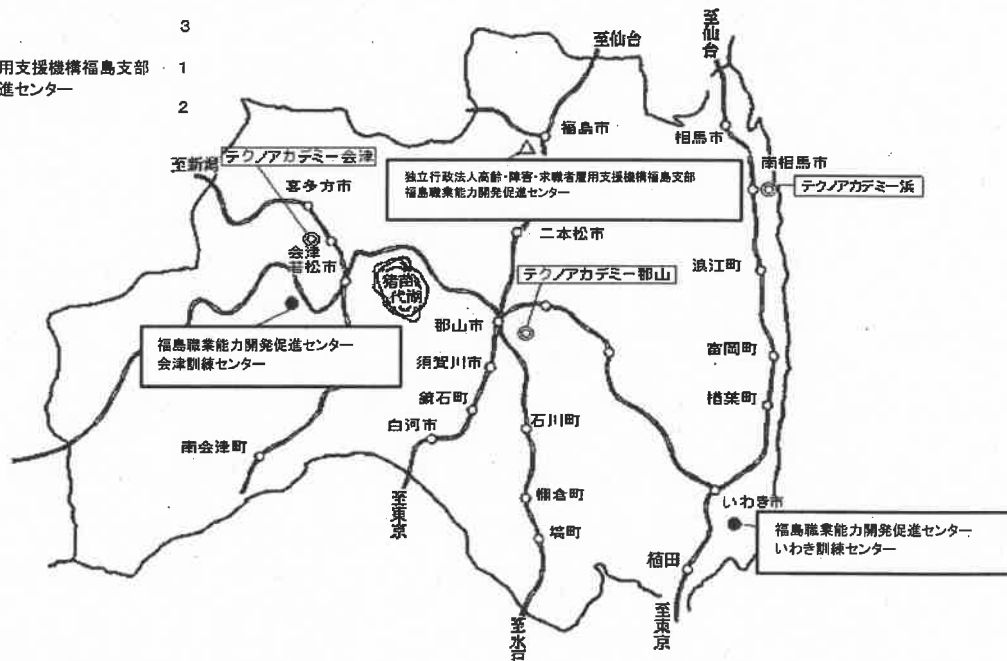 3
用支援機構福島支部 1
進センター
2
至仙台
至仙台
福島市
相馬市
テクノアカデミー会津
至新潟
独立行政法人高齢・障害・求職者雇用支援機構福島支部
福島職業能力開発促進センター
南相馬市
テクノアカデミー浜
喜多方市
二本松市
会津
若松市
猪苗
代湖
テクノアカデミー郡山
浪江町
郡山市
福島職業能力開発促進センター
会津訓練センター
須賀川市
富岡町
鏡石町
楢葉町
白河市
石川町
南会津町
至東京
棚倉町
いわき市
塙町
福島職業能力開発促進センター
いわき訓練センター
植田
至水戸
至東京